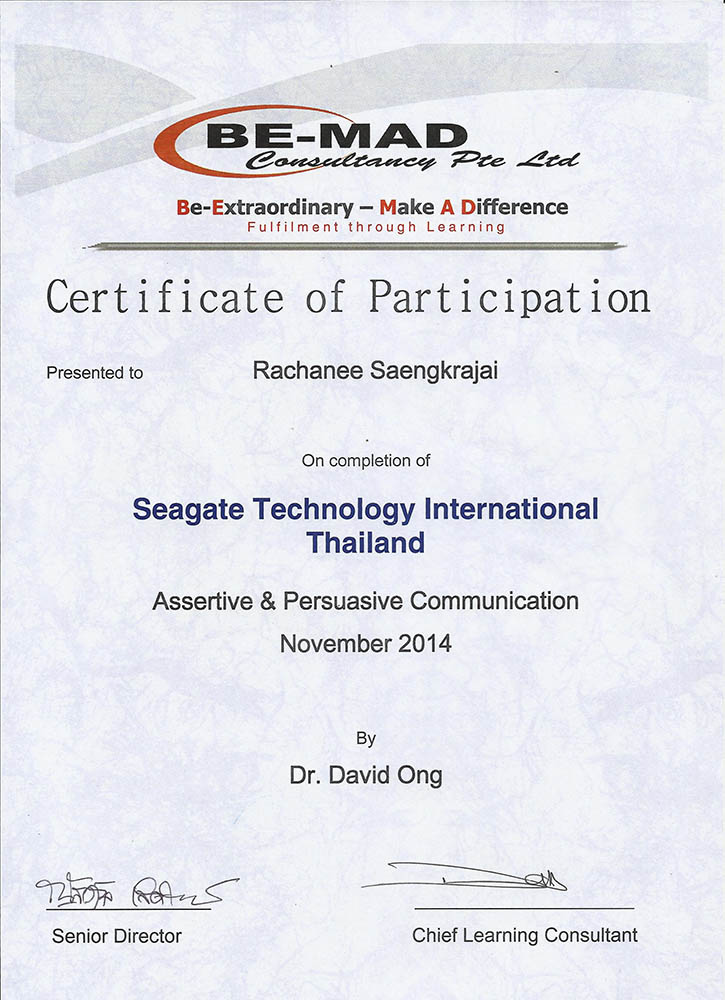 BE-MAD
Consultancy Pte Ltd
Be-Extraordinary – Make A Difference
Fulfilment through Learning
Certificate of Participation
Presented to Rachanee Saengkrajai
On completion of
Seagate Technology International
Thailand
Assertive & Persuasive Communication
November 2014
By
Dr. David Ong
Senior Director
Chief Learning Consultant